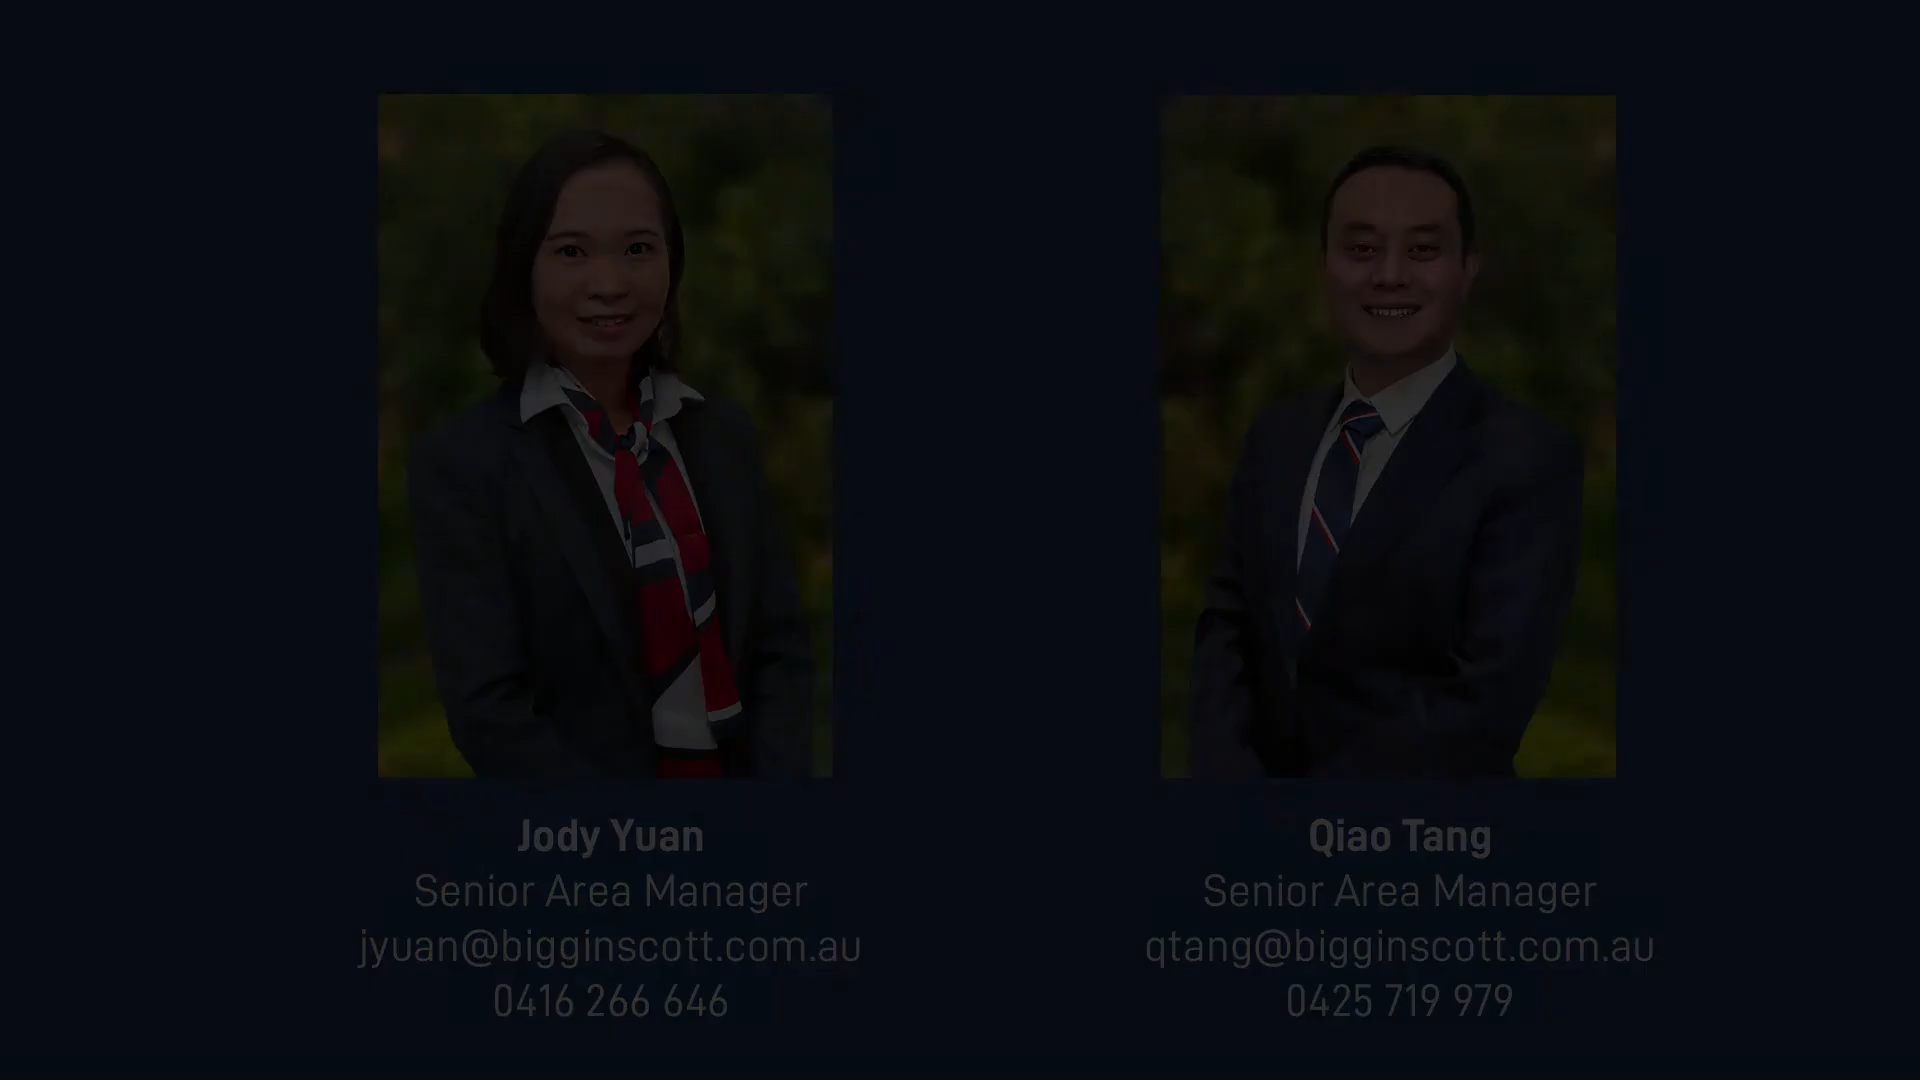 Jody Yuan
Senior Area Manager
jyuan@bigginscott.com.au
0416 266 646
Qiao Tang
Senior Area Manager
qtang@bigginscott.com.au
0425 719 979